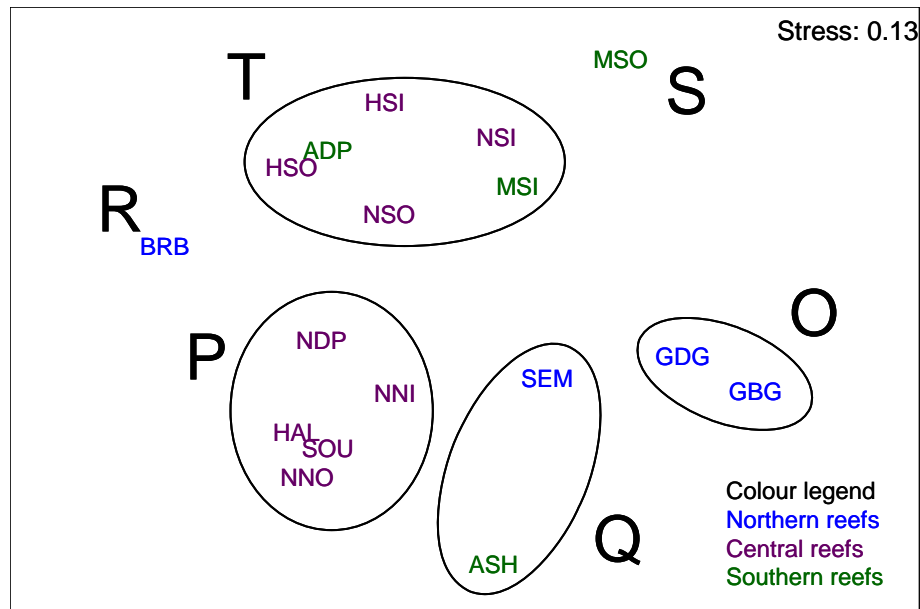 Stress: 0.13
T
MSO
S
HSI
NSI
ADP
HSO
MSI
NSO
R
BRB
O
P
NDP
GDG
SEM
GBG
NNI
HAL
SOU
NNO
Colour legend
Northern reefs
Q
Central reefs
ASH
Southern reefs